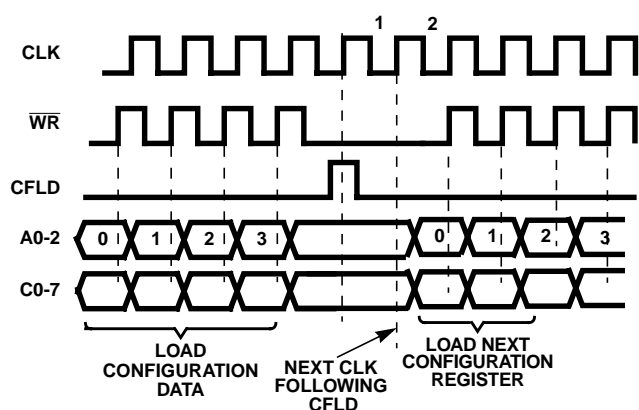 1 2
CLK
WR
CFLD
A0-2 0 1 2 3 0 1 2 3
C0-7
LOAD
CONFIGURATION
DATA
NEXT CLK
FOLLOWING
CFLD
LOAD NEXT
CONFIGURATION
REGISTER